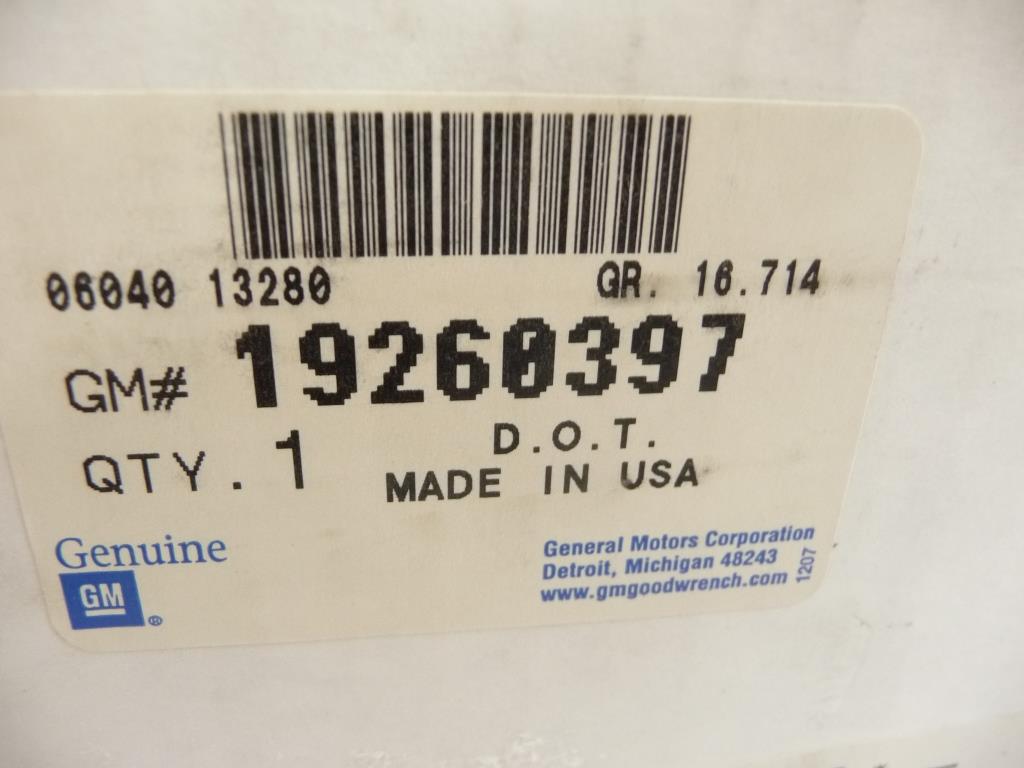 06040 13280 GR. 16.714
GM# 19260397
QTY. 1 D.O.T.
MADE IN USA
Genuine
GM ®
General Motors Corporation
Detroit, Michigan 48243
www.gmgoodwrench.com
1207